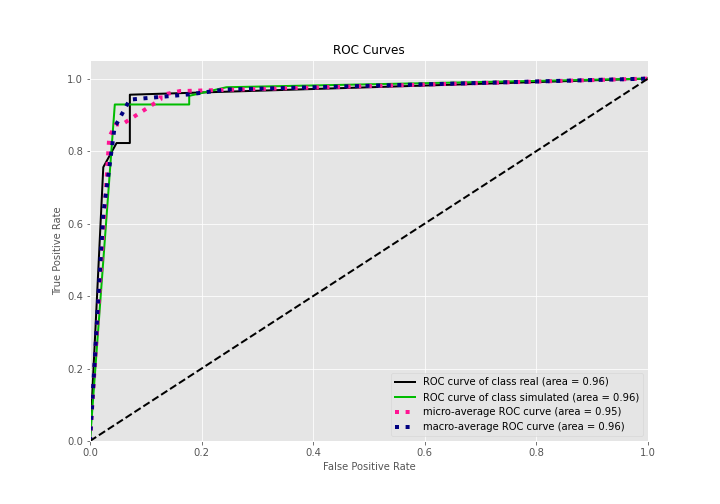 ROC Curves
1.0
0.8
0.6
0.4
0.2
0.0
True Positive Rate
0.0 0.2 0.4 0.6 0.8 1.0
False Positive Rate
ROC curve of class real (area = 0.96)
ROC curve of class simulated (area = 0.96)
micro-average ROC curve (area = 0.95)
macro-average ROC curve (area = 0.96)